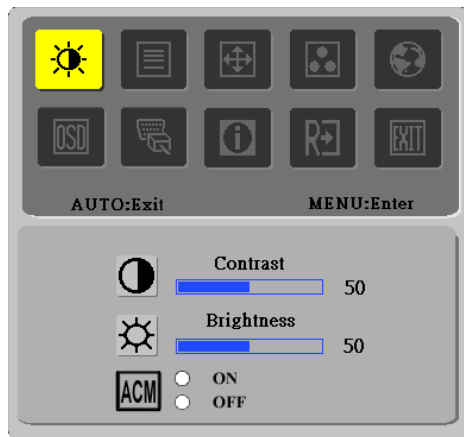 OSD R EXIT
AUTO:Exit MENU:Enter
Contrast
50
Brightness
50
ACM ON
OFF